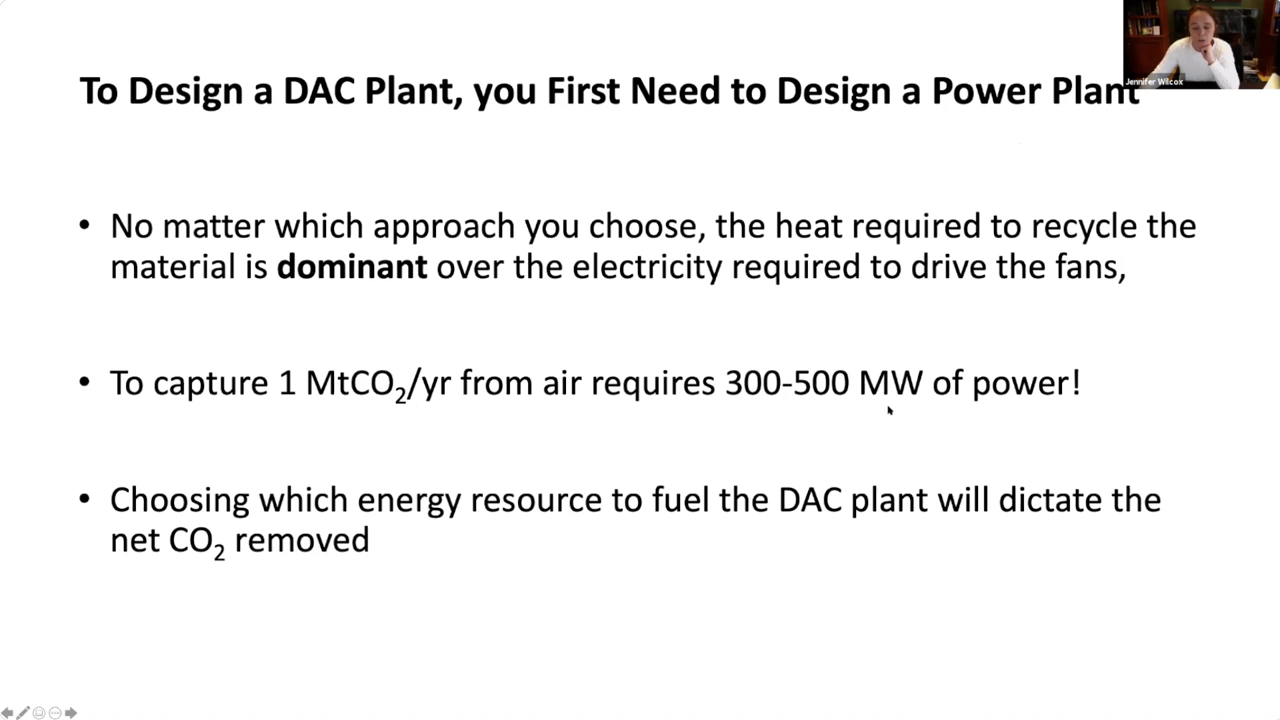 Jennifer Wilcox
To Design a DAC Plant, you First Need to Design a Power Plant
• No matter which approach you choose, the heat required to recycle the
material is dominant over the electricity required to drive the fans,
• To capture 1 MtCO₂/yr from air requires 300-500 MW of power!
• Choosing which energy resource to fuel the DAC plant will dictate the
net CO₂ removed